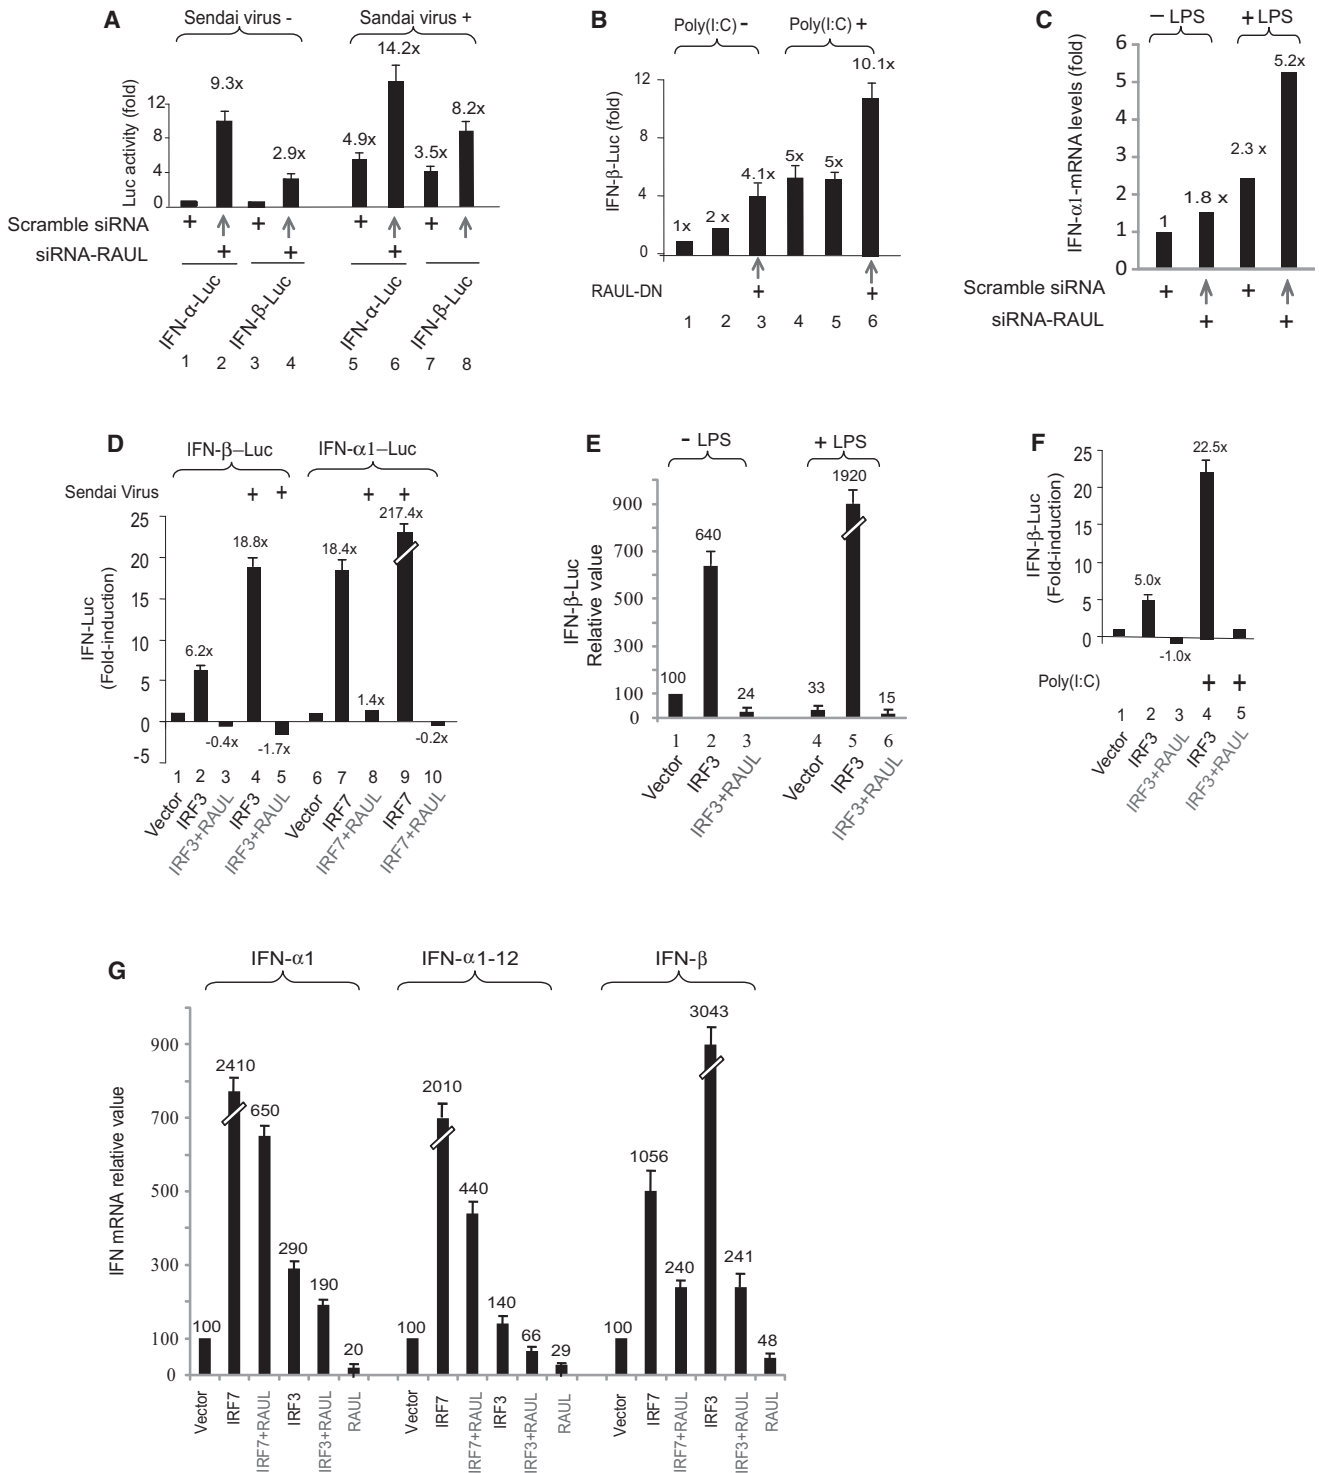 A
Sendai virus -
Sandai virus +
Luc activity (fold)
12
8
4
0
9.3x
2.9x
4.9x
14.2x
3.5x
8.2x
Scramble siRNA + + + +
siRNA-RAUL + + +
IFN-α-Luc
IFN-β-Luc
IFN-α-Luc
IFN-β-Luc
1 2 3 4 5 6 7 8
B
Poly(I:C) -
Poly(I:C) +
IFN-β-Luc (fold)
12
8
4
0
1x
2 x
4.1x
5x
5x
10.1x
RAUL-DN + +
1 2 3 4 5 6
C
- LPS
+ LPS
IFN-α1-mRNA levels (fold)
6
5
4
3
2
1
0
1
1.8 x
2.3 x
5.2x
Scramble siRNA + +
siRNA-RAUL + +
D
IFN-β–Luc
IFN-α1–Luc
Sendai Virus + + + +
IFN-Luc
(Fold-induction)
25
20
15
10
5
0
-5
6.2x
-0.4x
18.8x
-1.7x
18.4x
1.4x
217.4x
-0.2x
1 2 3 4 5 6 7 8 9 10
Vector
IRF3
IRF3+RAUL
IRF3
IRF3+RAUL
Vector
IRF7
IRF7+RAUL
IRF7
IRF7+RAUL
E
- LPS
+ LPS
IFN-β-Luc
Relative value
900
700
500
300
100
0
100
640
24
33
1920
15
1 2 3 4 5 6
Vector
IRF3
IRF3+RAUL
Vector
IRF3
IRF3+RAUL
F
IFN-β-Luc
(Fold-induction)
25
20
15
10
5
0
5.0x
-1.0x
22.5x
Poly(I:C) + +
1 2 3 4 5
Vector
IRF3
IRF3+RAUL
IRF3
IRF3+RAUL
G
IFN-α1
IFN-α1-12
IFN-β
IFN mRNA relative value
900
700
500
300
100
0
100
2410
650
290
190
20
100
2010
440
140
66
29
100
1056
240
3043
241
48
Vector
IRF7
IRF7+RAUL
IRF3
IRF3+RAUL
RAUL
Vector
IRF7
IRF7+RAUL
IRF3
IRF3+RAUL
RAUL
Vector
IRF7
IRF7+RAUL
IRF3
IRF3+RAUL
RAUL